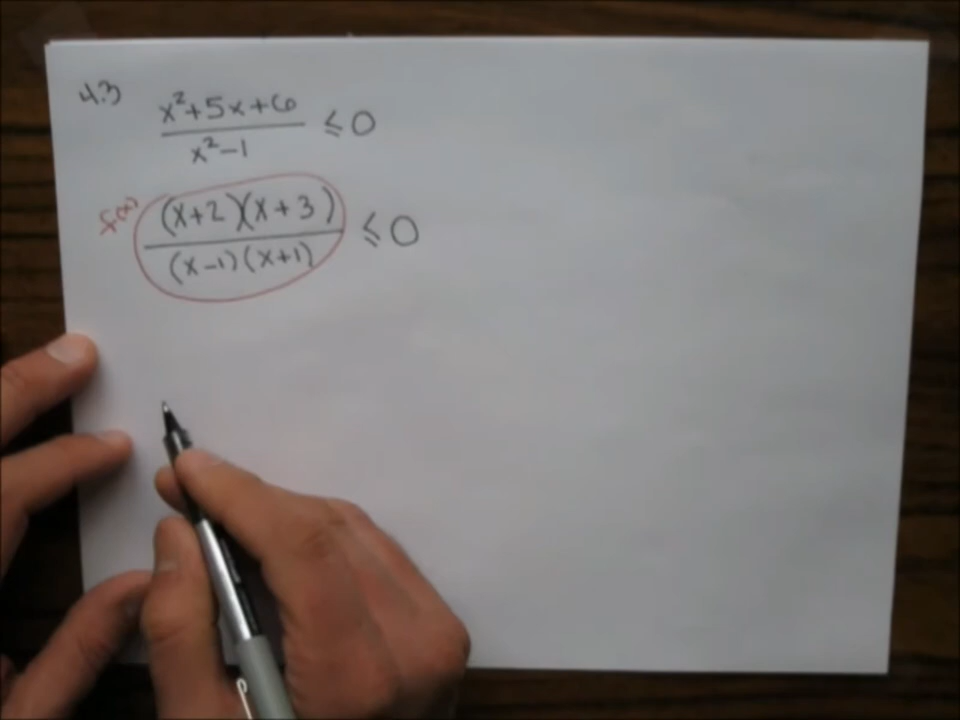 4.3
x²+5x+6
≤ 0
x²-1
f(x)
(x+2)(x+3)
≤ 0
(x-1)(x+1)